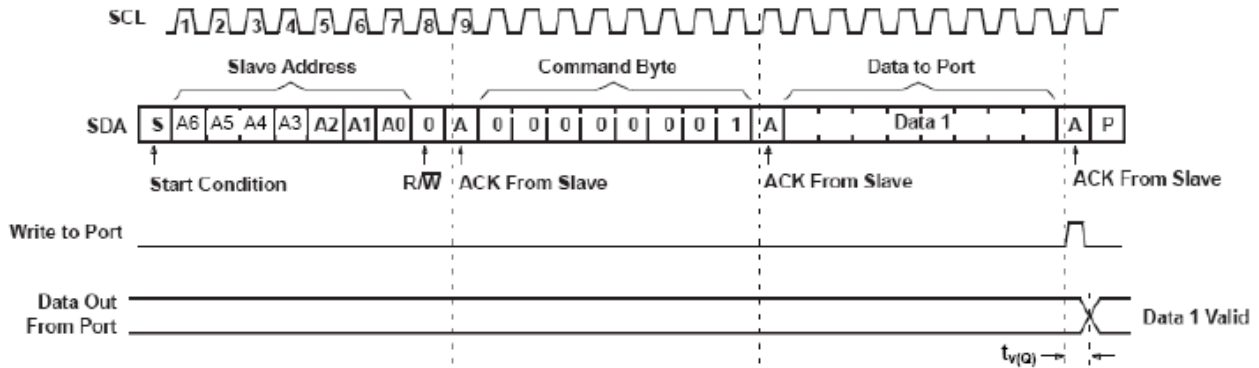 SCL 1 2 3 4 5 6 7 8 9
Slave Address Command Byte Data to Port
SDA S A6 A5 A4 A3 A2 A1 A0 0 A 0 0 0 0 0 0 0 1 A Data 1 A P
Start Condition R/W̅ ACK From Slave ACK From Slave ACK From Slave
Write to Port
Data Out
From Port
Data 1 Valid
tv(Q)